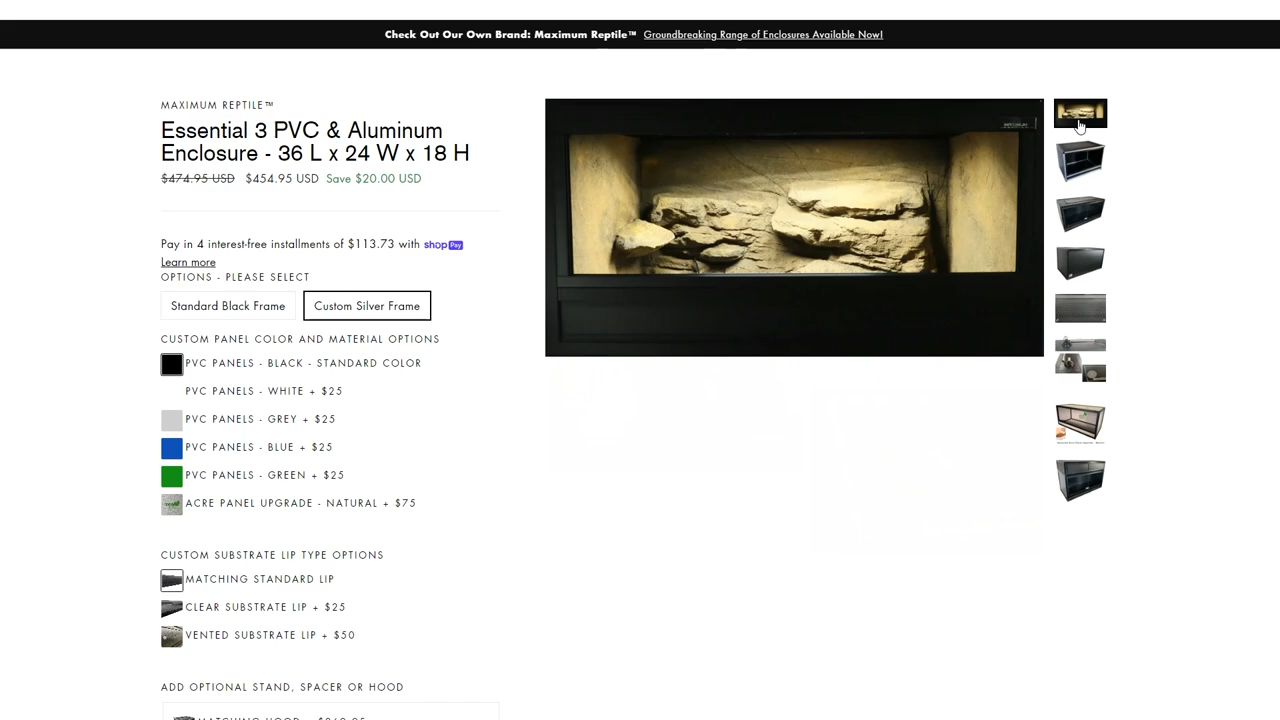 Check Out Our Own Brand: Maximum Reptile™ Groundbreaking Range of Enclosures Available Now!
MAXIMUM REPTILE™
Essential 3 PVC & Aluminum
Enclosure - 36 L x 24 W x 18 H
$474.95 USD $454.95 USD Save $20.00 USD
Pay in 4 interest-free installments of $113.73 with shop Pay
Learn more
OPTIONS - PLEASE SELECT
Standard Black Frame Custom Silver Frame
CUSTOM PANEL COLOR AND MATERIAL OPTIONS
PVC PANELS - BLACK - STANDARD COLOR
PVC PANELS - WHITE + $25
PVC PANELS - GREY + $25
PVC PANELS - BLUE + $25
PVC PANELS - GREEN + $25
ACRE PANEL UPGRADE - NATURAL + $75
CUSTOM SUBSTRATE LIP TYPE OPTIONS
MATCHING STANDARD LIP
CLEAR SUBSTRATE LIP + $25
VENTED SUBSTRATE LIP + $50
ADD OPTIONAL STAND, SPACER OR HOOD
MATCHING HOOD